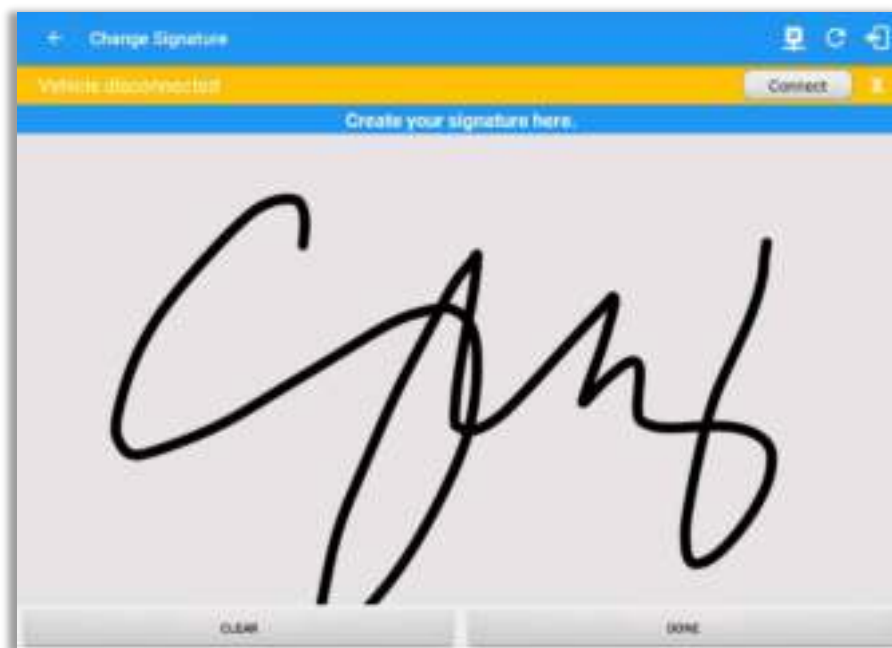 Change Signature
Vehicle disconnected
Connect
X
Create your signature here.
CLEAR
DONE